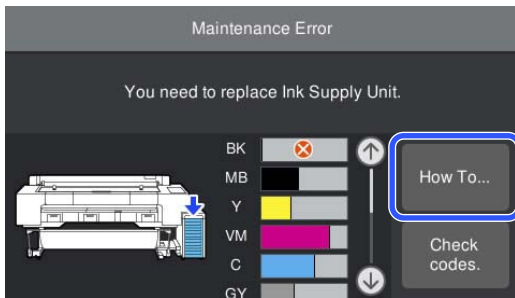 Maintenance Error
You need to replace Ink Supply Unit.
BK
MB
Y
VM
C
GY
How To...
Check
codes.